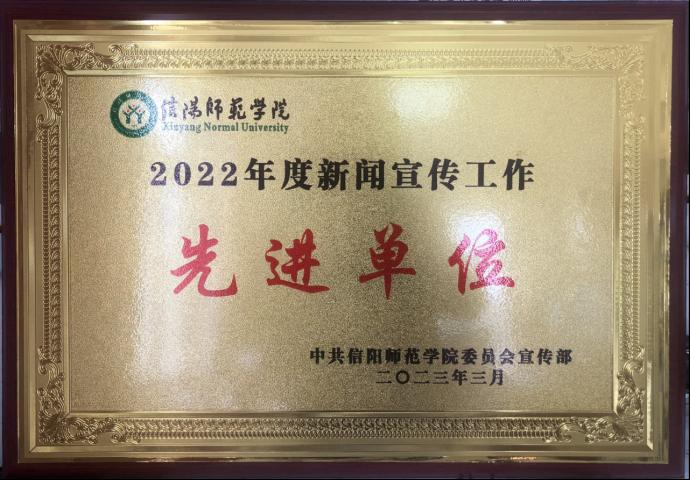 信阳师范学院
Xinyang Normal University
2022年度新闻宣传工作
先进单位
中共信阳师范学院委员会宣传部
二〇二三年三月